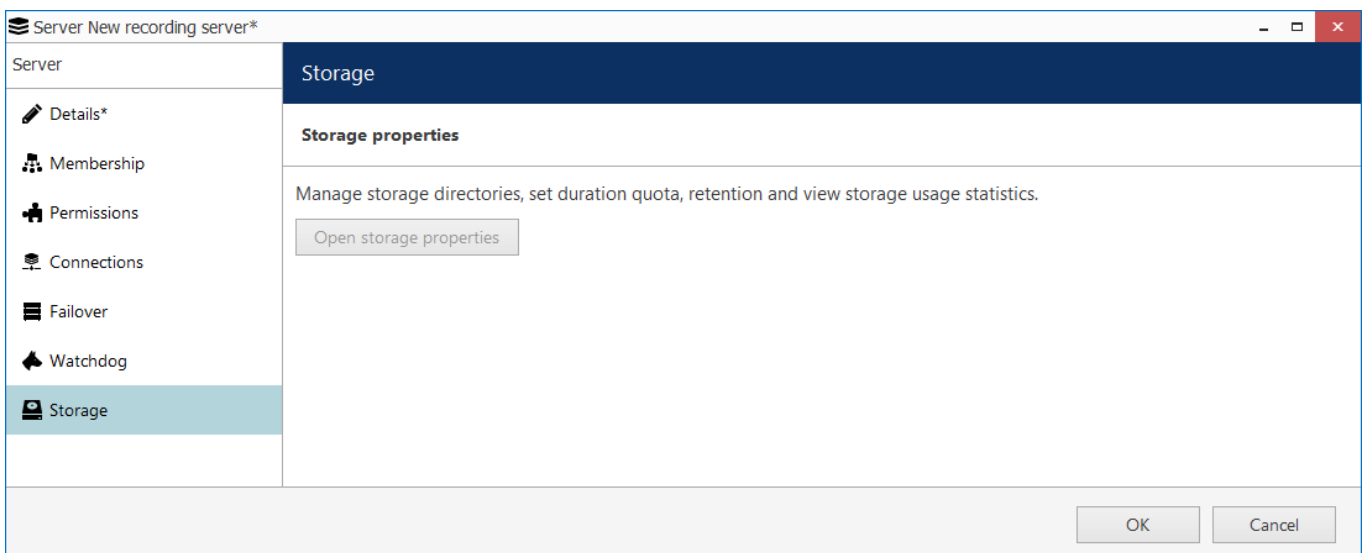 Server New recording server*
Server
Details*
Membership
Permissions
Connections
Failover
Watchdog
Storage
Storage
Storage properties
Manage storage directories, set duration quota, retention and view storage usage statistics.
Open storage properties
OK
Cancel